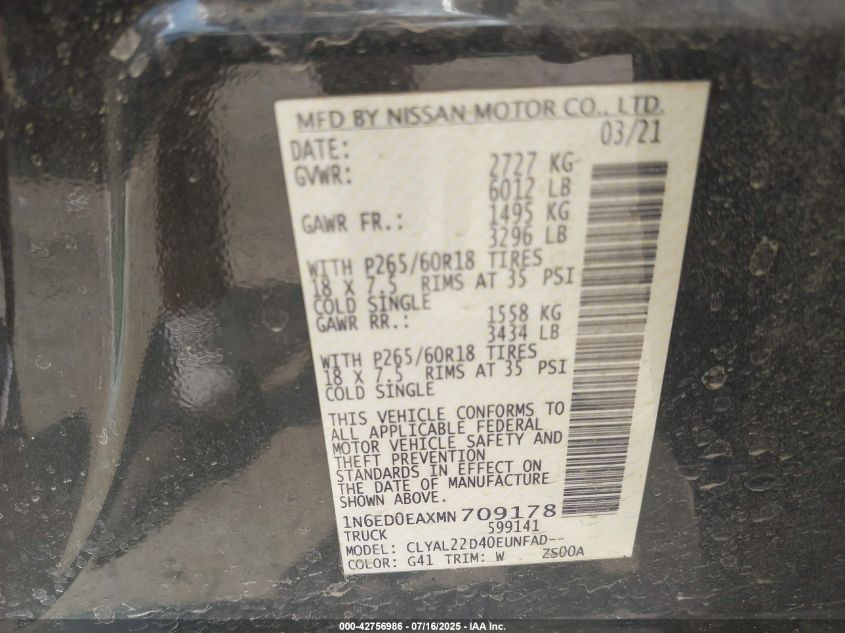 MFD BY NISSAN MOTOR CO., LTD.
DATE: 03/21
GVWR: 2727 KG
6012 LB
GAWR FR.: 1495 KG
3296 LB
WITH P265/60R18 TIRES
18 X 7.5 RIMS AT 35 PSI
COLD SINGLE
GAWR RR.: 1558 KG
3434 LB
WITH P265/60R18 TIRES
18 X 7.5 RIMS AT 35 PSI
COLD SINGLE
THIS VEHICLE CONFORMS TO
ALL APPLICABLE FEDERAL
MOTOR VEHICLE SAFETY AND
THEFT PREVENTION
STANDARDS IN EFFECT ON
THE DATE OF MANUFACTURE
SHOWN ABOVE.
1N6ED0EAXMN709178
TRUCK 599141
MODEL: CLYAL22D40EUNFAD--
COLOR: G41 TRIM: W ZS00A
000-42756986 - 07/16/2025 - IAA Inc.